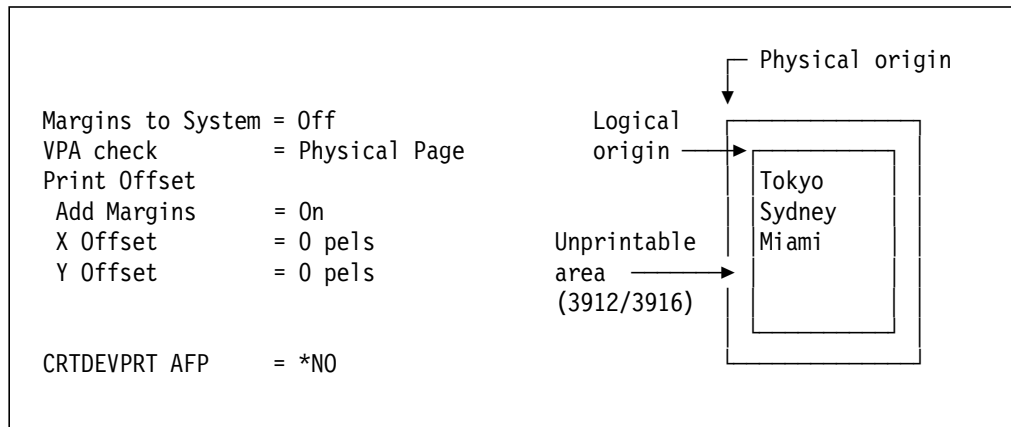 Physical origin
Margins to System = Off
Logical
VPA check = Physical Page
origin
Print Offset
Tokyo
Add Margins = On
Sydney
X Offset = 0 pels
Unprintable
Miami
Y Offset = 0 pels
area
(3912/3916)
CRTDEVPRT AFP = *NO